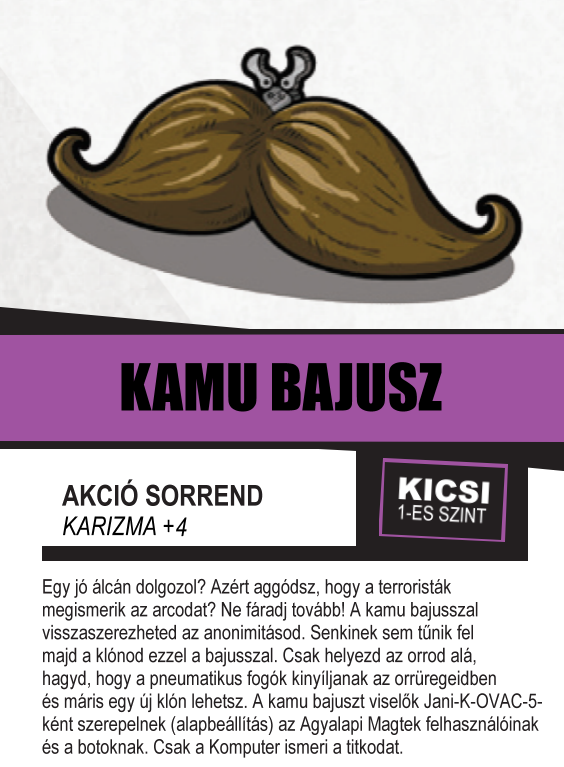 KAMU BAJUSZ
AKCIÓ SORREND
KARIZMA +4
KICSI
1-ES SZINT
Egy jó álcán dolgozol? Azért aggódsz, hogy a terroristák
megismerik az arcodat? Ne fáradj tovább! A kamu bajusszal
visszaszerezheted az anonimitásod. Senkinek sem tűnik fel
majd a klónod ezzel a bajusszal. Csak helyezd az orrod alá,
hagyd, hogy a pneumatikus fogók kinyíljanak az orrüregeidben
és máris egy új klón lehetsz. A kamu bajuszt viselők Jani-K-OVAC-5-
ként szerepelnek (alapbeállítás) az Agyalapi Magtek felhasználóinak
és a botoknak. Csak a Komputer ismeri a titkodat.